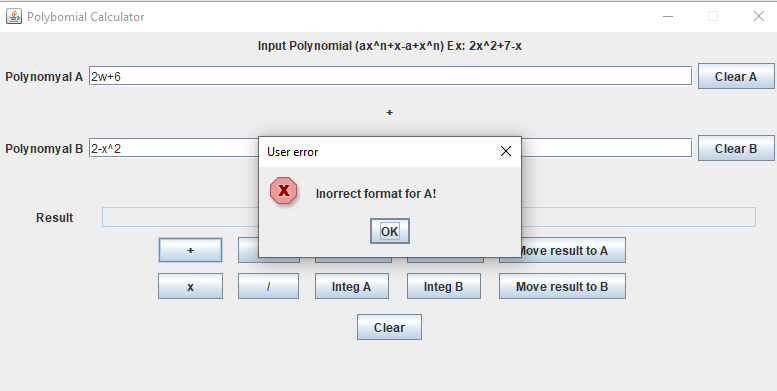 Polybomial Calculator
Input Polynomial (ax^n+x-a+x^n) Ex: 2x^2+7-x
Polynomyal A 2w+6 Clear A
+
Polynomyal B 2-x^2 Clear B
User error
X
Inorrect format for A!
OK
Result
+ Move result to A
x / Integ A Integ B Move result to B
Clear